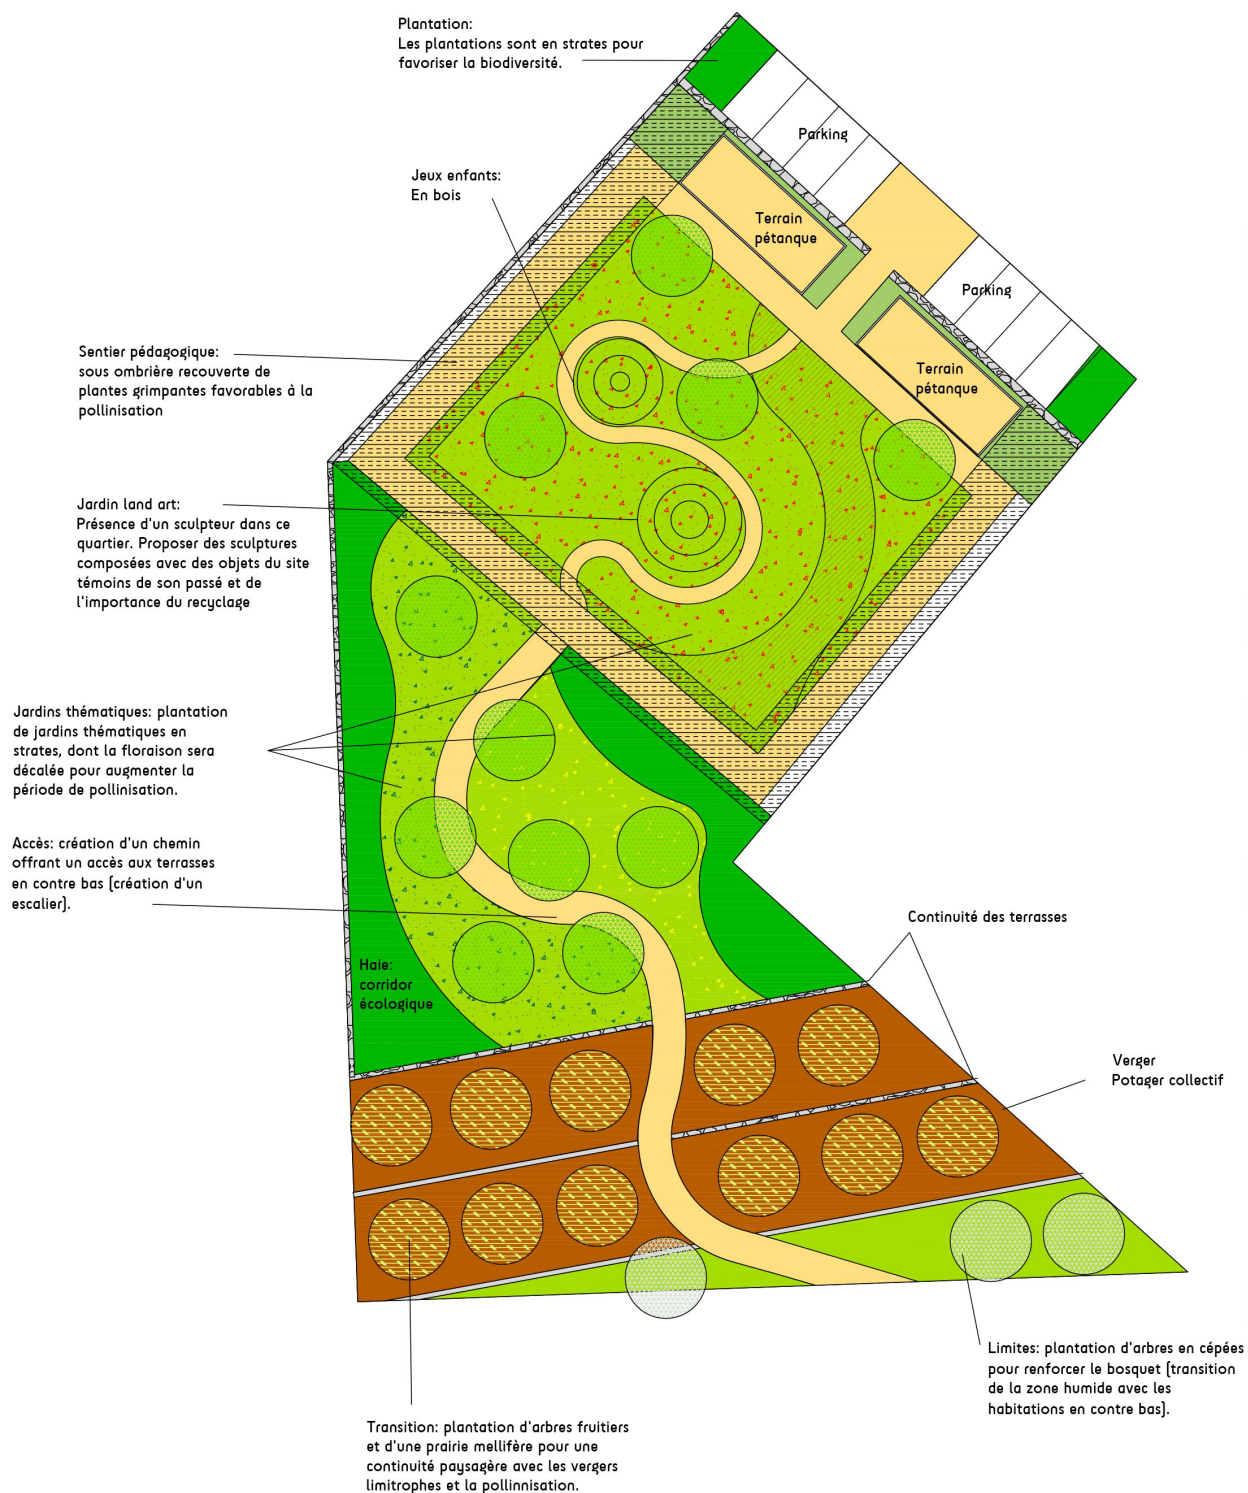 Plantation:
Les plantations sont en strates pour
favoriser la biodiversité.
Parking
Jeux enfants:
En bois
Terrain
pétanque
Parking
Sentier pédagogique:
sous ombrière recouverte de
plantes grimpantes favorables à la
pollinisation
Terrain
pétanque
Jardin land art:
Présence d'un sculpteur dans ce
quartier. Proposer des sculptures
composées avec des objets du site
témoins de son passé et de
l'importance du recyclage
Jardins thématiques: plantation
de jardins thématiques en
strates, dont la floraison sera
décalée pour augmenter la
période de pollinisation.
Accès: création d'un chemin
offrant un accès aux terrasses
en contre bas (création d'un
escalier).
Continuité des terrasses
Haie:
corridor
écologique
Verger
Potager collectif
Limites: plantation d'arbres en cépées
pour renforcer le bosquet (transition
de la zone humide avec les
habitations en contre bas).
Transition: plantation d'arbres fruitiers
et d'une prairie mellifère pour une
continuité paysagère avec les vergers
limitrophes et la pollinnisation.